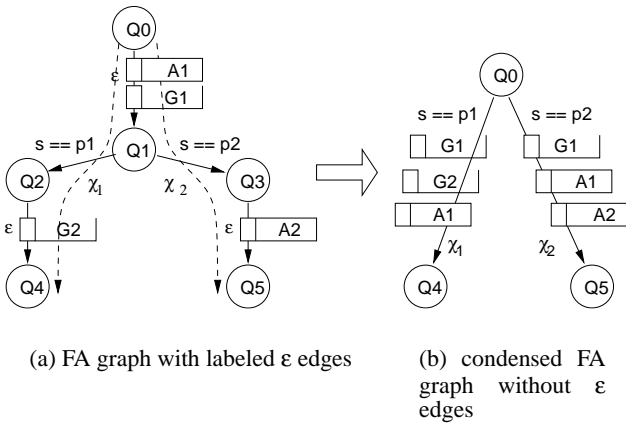 Q0
ε
A1
G1
s == p1
s == p2
Q1
Q2
χ1
χ 2
Q3
ε
G2
ε
A2
Q4
Q5
(a) FA graph with labeled ε edges
Q0
s == p1
s == p2
G1
G1
G2
A1
A1
A2
χ1
χ2
Q4
Q5
(b) condensed FA
graph without ε
edges